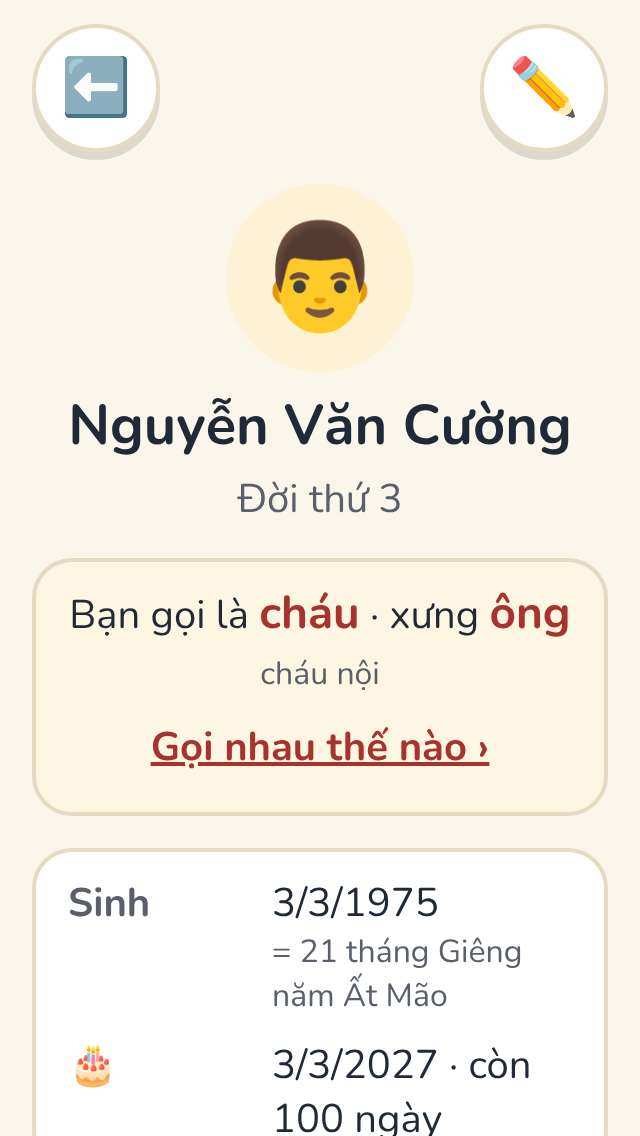 Nguyễn Văn Cường
Đời thứ 3
Bạn gọi là cháu · xưng ông
cháu nội
Gọi nhau thế nào ›
Sinh 3/3/1975
= 21 tháng Giêng
năm Ất Mão
3/3/2027 · còn
100 ngày